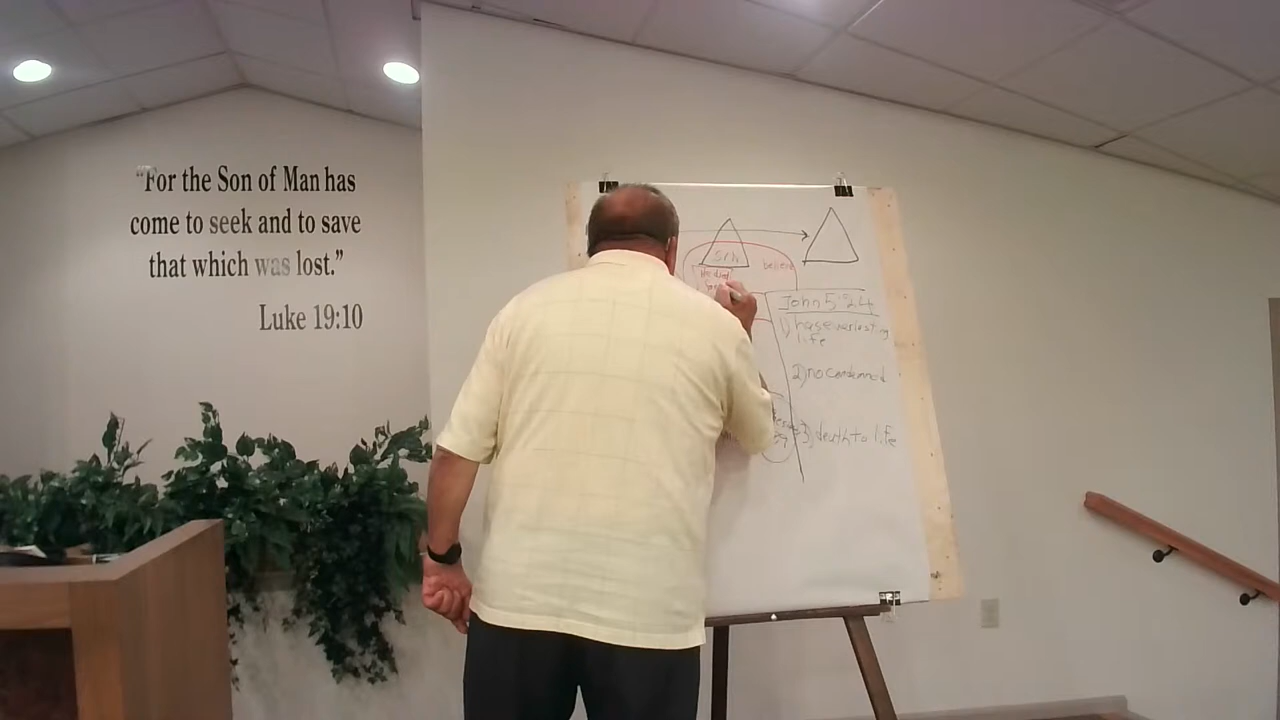 “For the Son of Man has
come to seek and to save
that which was lost.”
Luke 19:10
believe
John 5:24
1) has everlasting
life
2) no condemned
3) death to life